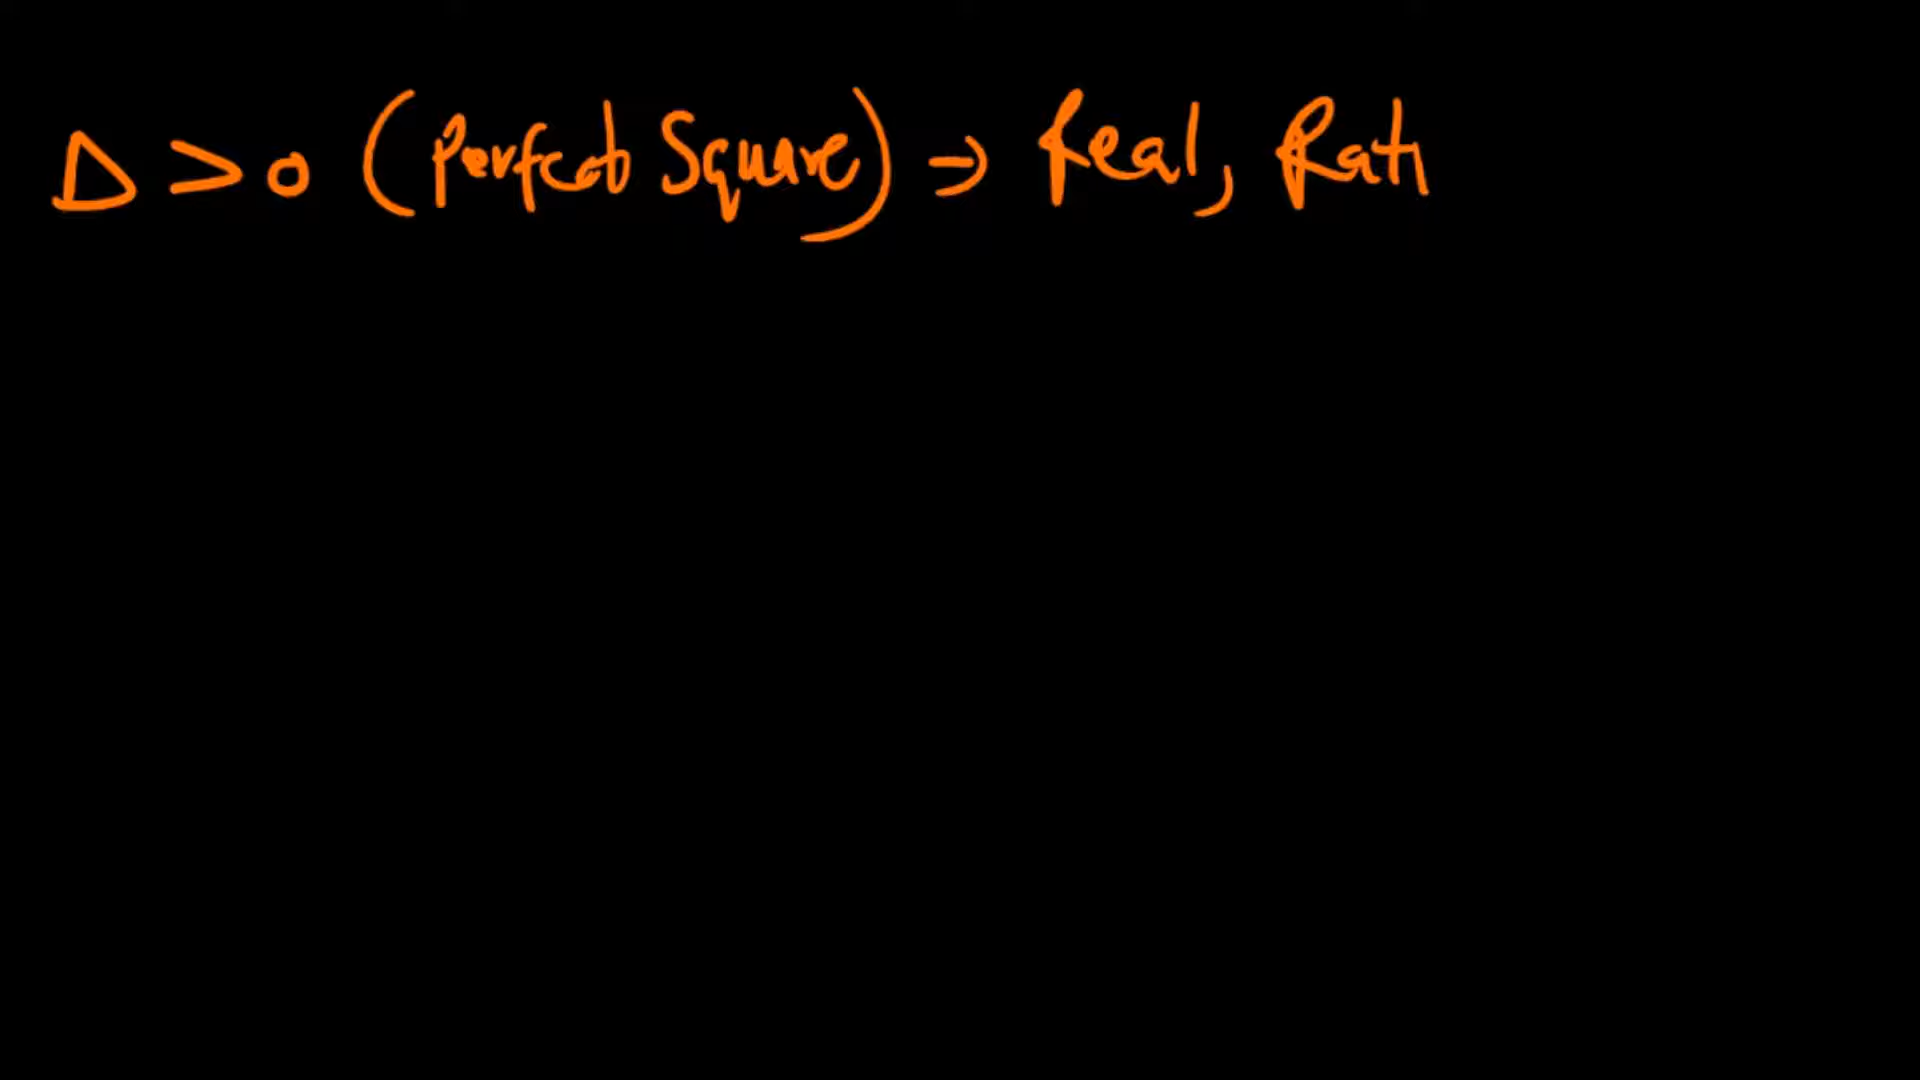 Δ > 0 (Perfect Square) ⇒ Real, Rati